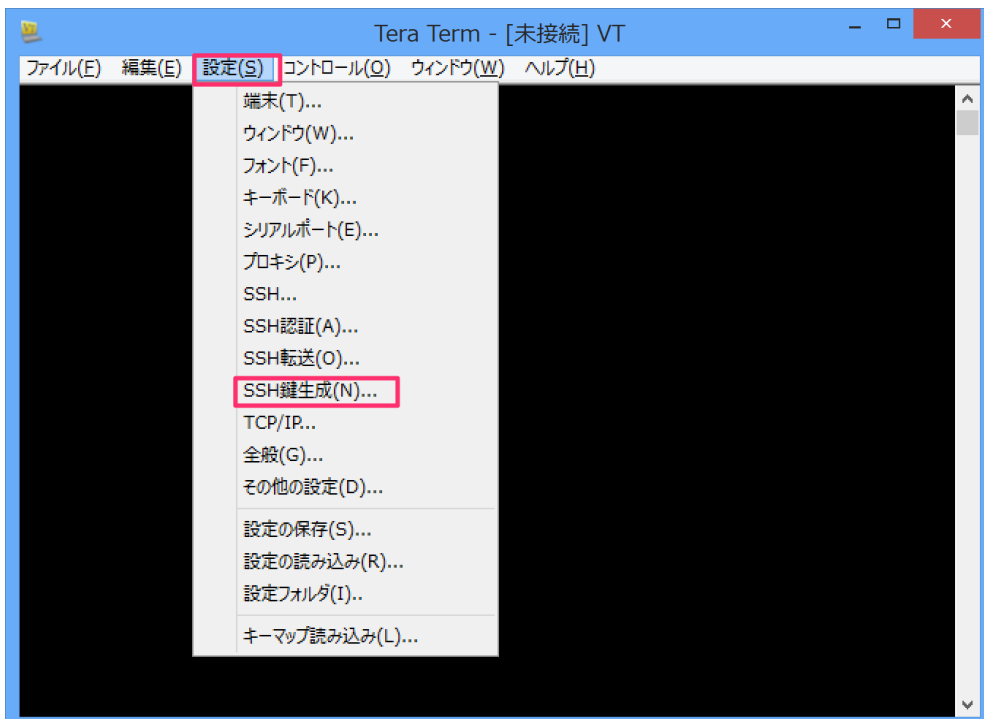 Tera Term - [未接続] VT
ファイル(F) 編集(E) 設定(S) コントロール(O) ウィンドウ(W) ヘルプ(H)
端末(T)...
ウィンドウ(W)...
フォント(F)...
キーボード(K)...
シリアルポート(E)...
プロキシ(P)...
SSH...
SSH認証(A)...
SSH転送(O)...
SSH鍵生成(N)...
TCP/IP...
全般(G)...
その他の設定(D)...
設定の保存(S)...
設定の読み込み(R)...
設定フォルダ(I)..
キーマップ読み込み(L)...